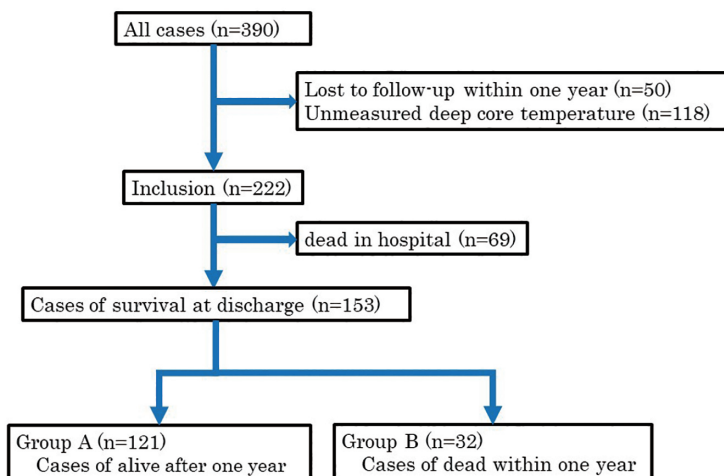 All cases (n=390)
Lost to follow-up within one year (n=50)
Unmeasured deep core temperature (n=118)
Inclusion (n=222)
dead in hospital (n=69)
Cases of survival at discharge (n=153)
Group A (n=121)
Cases of alive after one year
Group B (n=32)
Cases of dead within one year